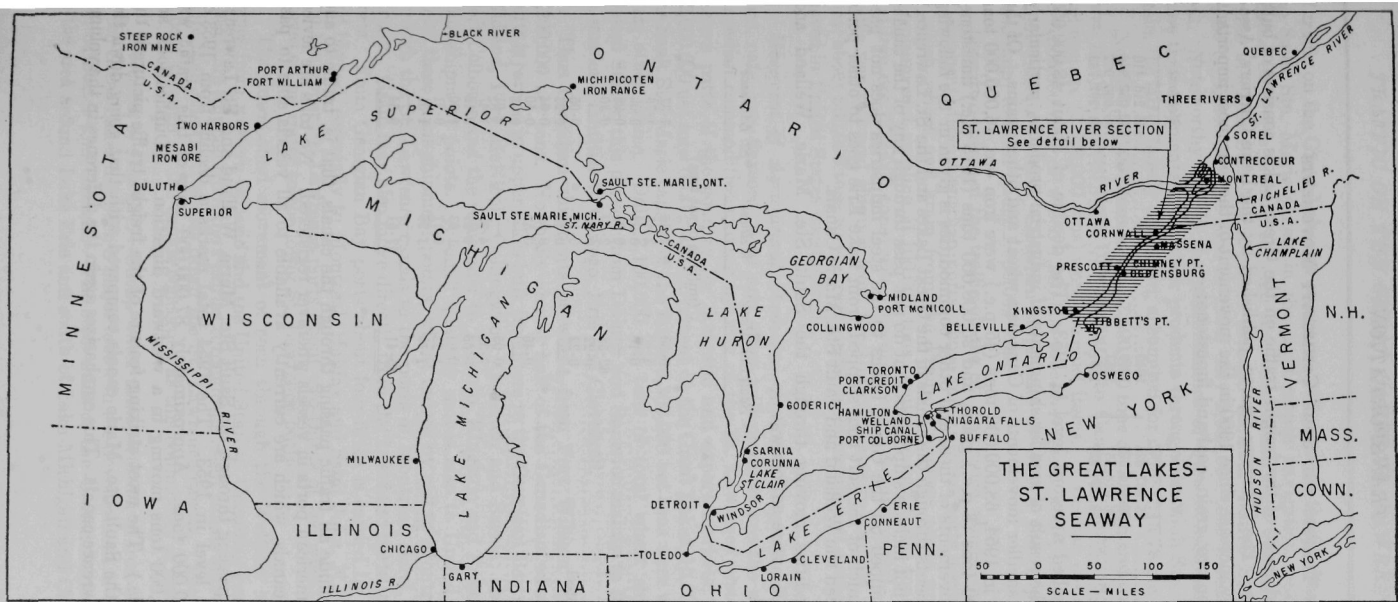 STEEP ROCK
IRON MINE
CANADA
U.S.A.
PORT ARTHUR
FORT WILLIAM
BLACK RIVER
MICHIPICOTEN
IRON RANGE
ONTARIO
QUEBEC
QUEBEC
ST. LAWRENCE RIVER
THREE RIVERS
SOREL
CONTRECOEUR
MONTREAL
RICHELIEU R.
CANADA
U.S.A.
ST. LAWRENCE RIVER SECTION
See detail below
OTTAWA RIVER
OTTAWA
CORNWALL
MASSENA
LAKE
CHAMPLAIN
PRESCOTT
CHIMNEY PT.
OGDENSBURG
KINGSTON
TIBBETT'S PT.
BELLEVILLE
TWO HARBORS
MESABI
IRON ORE
LAKE SUPERIOR
DULUTH
SUPERIOR
MINNESOTA
SAULT STE. MARIE, ONT.
SAULT STE. MARIE, MICH.
ST. MARY R.
CANADA
U.S.A.
MICHIGAN
GEORGIAN
BAY
MIDLAND
PORT McNICOLL
COLLINGWOOD
LAKE
HURON
WISCONSIN
MISSISSIPPI
RIVER
LAKE MICHIGAN
TORONTO
PORT CREDIT
CLARKSON
LAKE ONTARIO
OSWEGO
GODERICH
HAMILTON
WELLAND
SHIP CANAL
PORT COLBORNE
THOROLD
NIAGARA FALLS
BUFFALO
NEW YORK
VERMONT
N.H.
MASS.
CONN.
HUDSON RIVER
NEW YORK
MILWAUKEE
SARNIA
CORUNNA
LAKE
ST CLAIR
DETROIT
WINDSOR
LAKE ERIE
ERIE
CONNEAUT
CLEVELAND
LORAIN
TOLEDO
PENN.
IOWA
ILLINOIS
CHICAGO
GARY
ILLINOIS R.
INDIANA
OHIO
THE GREAT LAKES-
ST. LAWRENCE
SEAWAY
50 0 50 100 150
SCALE — MILES